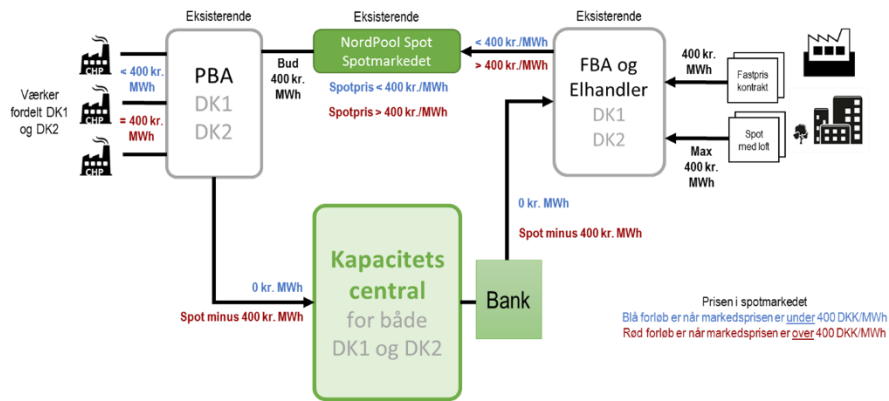 Eksisterende
Eksisterende
Eksisterende
CHP
< 400 kr.
MWh
Værker
fordelt DK1
og DK2
CHP
= 400 kr.
MWh
CHP
PBA
DK1
DK2
Bud
400 kr.
MWh
NordPool Spot
Spotmarkedet
Spotpris < 400 kr./MWh
Spotpris > 400 kr./MWh
< 400 kr./MWh
> 400 kr./MWh
FBA og
Elhandler
DK1
DK2
400 kr.
MWh
Fastpris
kontrakt
Spot
med loft
Max
400 kr.
MWh
0 kr. MWh
Spot minus 400 kr. MWh
0 kr. MWh
Spot minus 400 kr. MWh
Kapacitets
central
for både
DK1 og DK2
Bank
Prisen i spotmarkedet
Blå forløb er når markedsprisen er under 400 DKK/MWh
Rød forløb er når markedsprisen er over 400 DKK/MWh